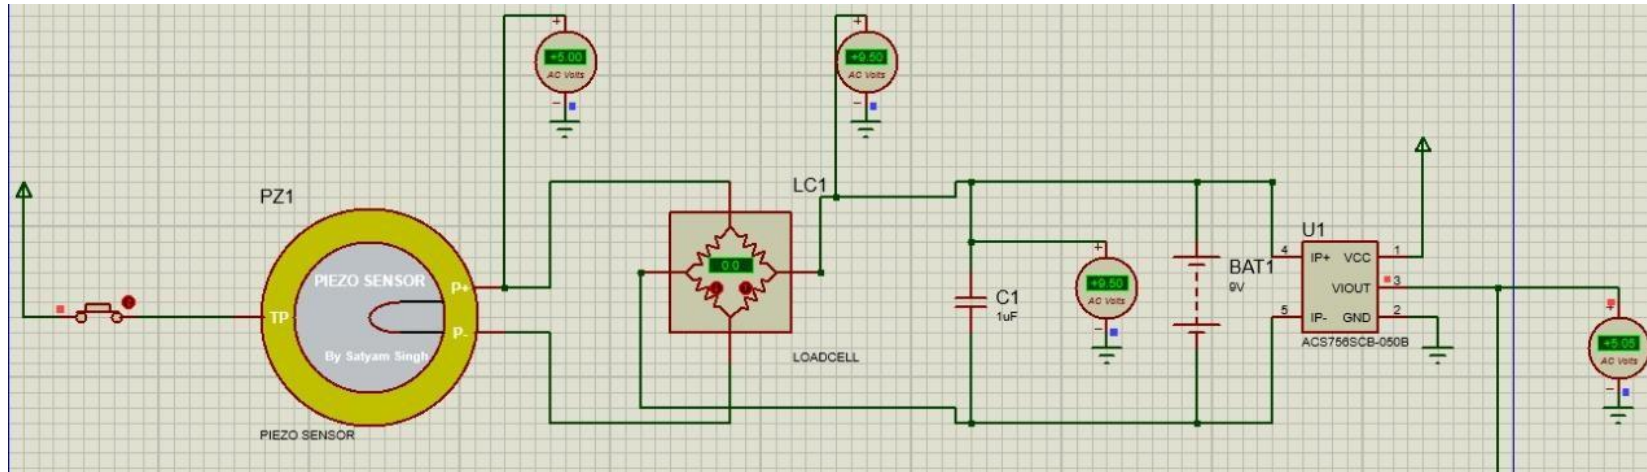 +5.00
AC Volts
+9.50
AC Volts
PZ1
PIEZO SENSOR
P+
TP
P-
By Satyam Singh
PIEZO SENSOR
LC1
0.0
LOADCELL
C1
1uF
+9.50
AC Volts
BAT1
9V
U1
4
IP+
VCC
1
VIOUT
3
5
IP-
GND
2
ACS756SCB-050B
+5.05
AC Volts